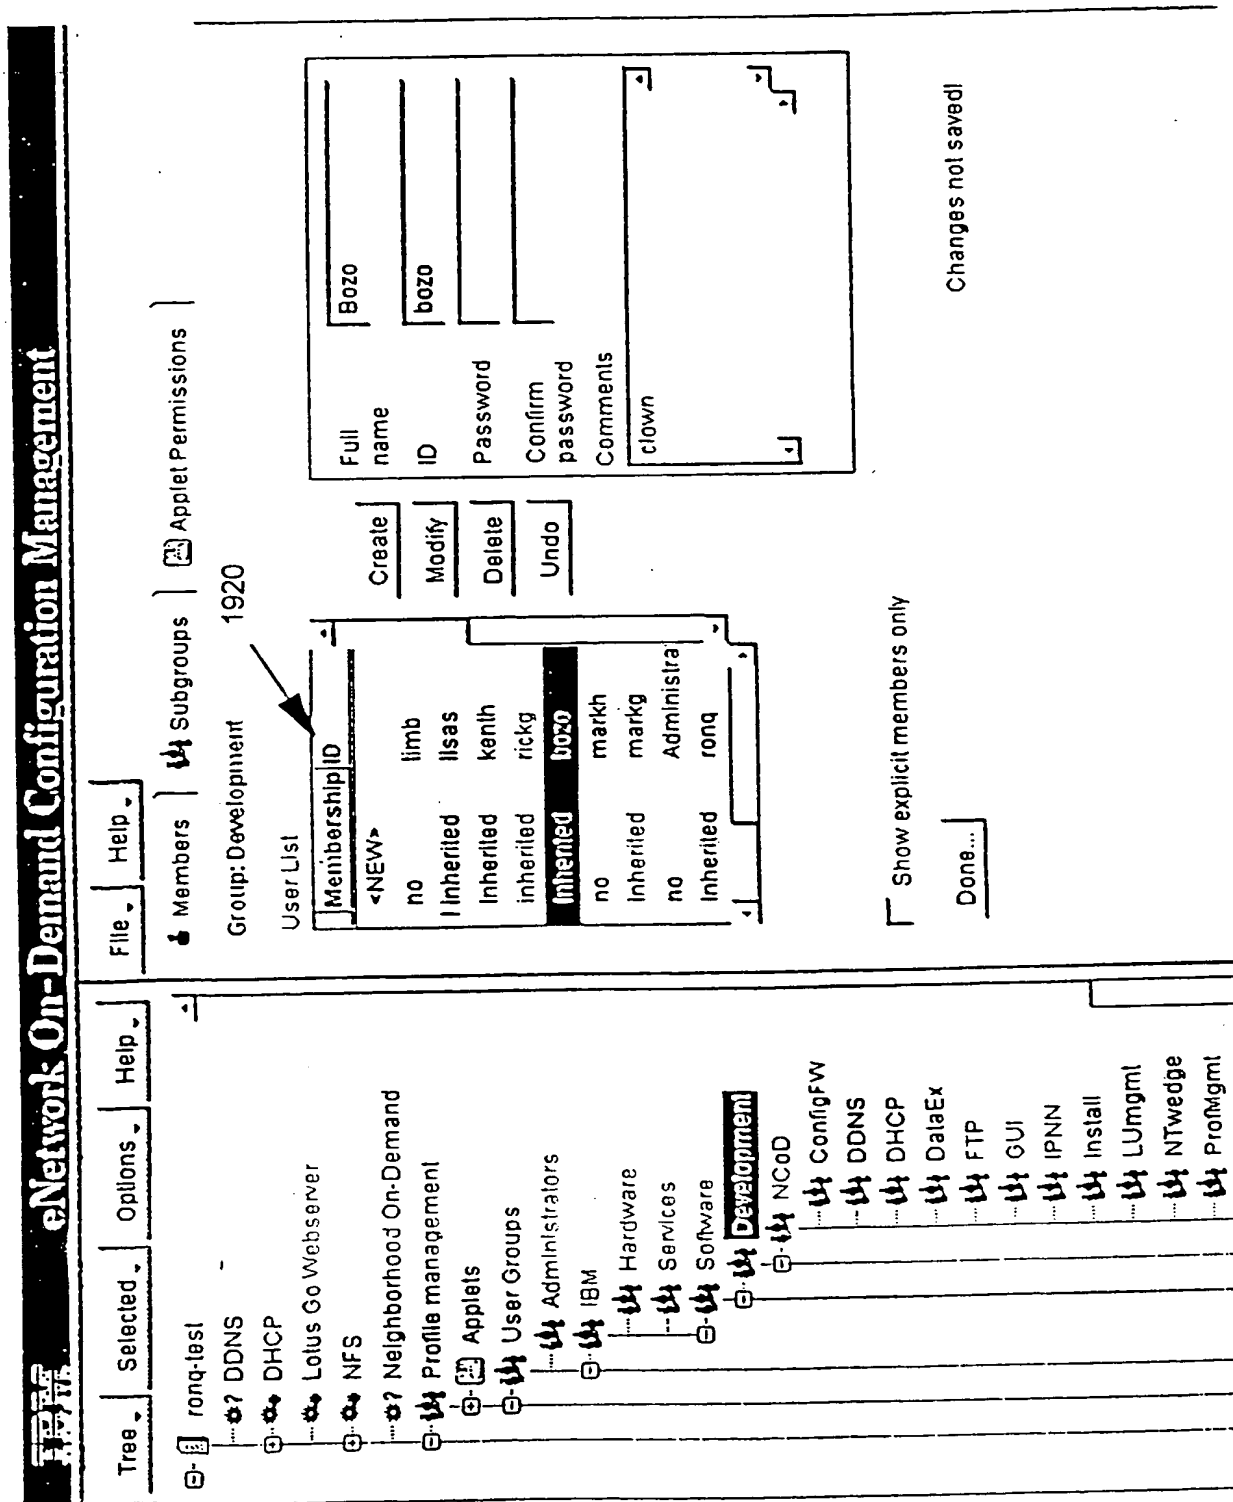 IBM eNetwork On-Demand Configuration Management
Tree Selected Options Help
ronq-test
? DDNS
DHCP
Lotus Go Webserver
NFS
? Neighborhood On-Demand
Profile management
Applets
User Groups
Administrators
IBM
Hardware
Services
Software
Development
NCoD
ConfigFW
DDNS
DHCP
DataEx
FTP
GUI
IPNN
Install
LUmgmt
NTwedge
ProfMgmt
File Help
Members Subgroups Applet Permissions
Group: Development
1920
User List
Membership ID
<NEW>
no timb
Inherited lisas
Inherited kenth
inherited rickg
Inherited bozo
no markh
Inherited markg
no Administra
Inherited ronq
Create
Modify
Delete
Undo
Full name Bozo
ID bozo
Password
Confirm password
Comments
clown
Show explicit members only
Done...
Changes not saved!